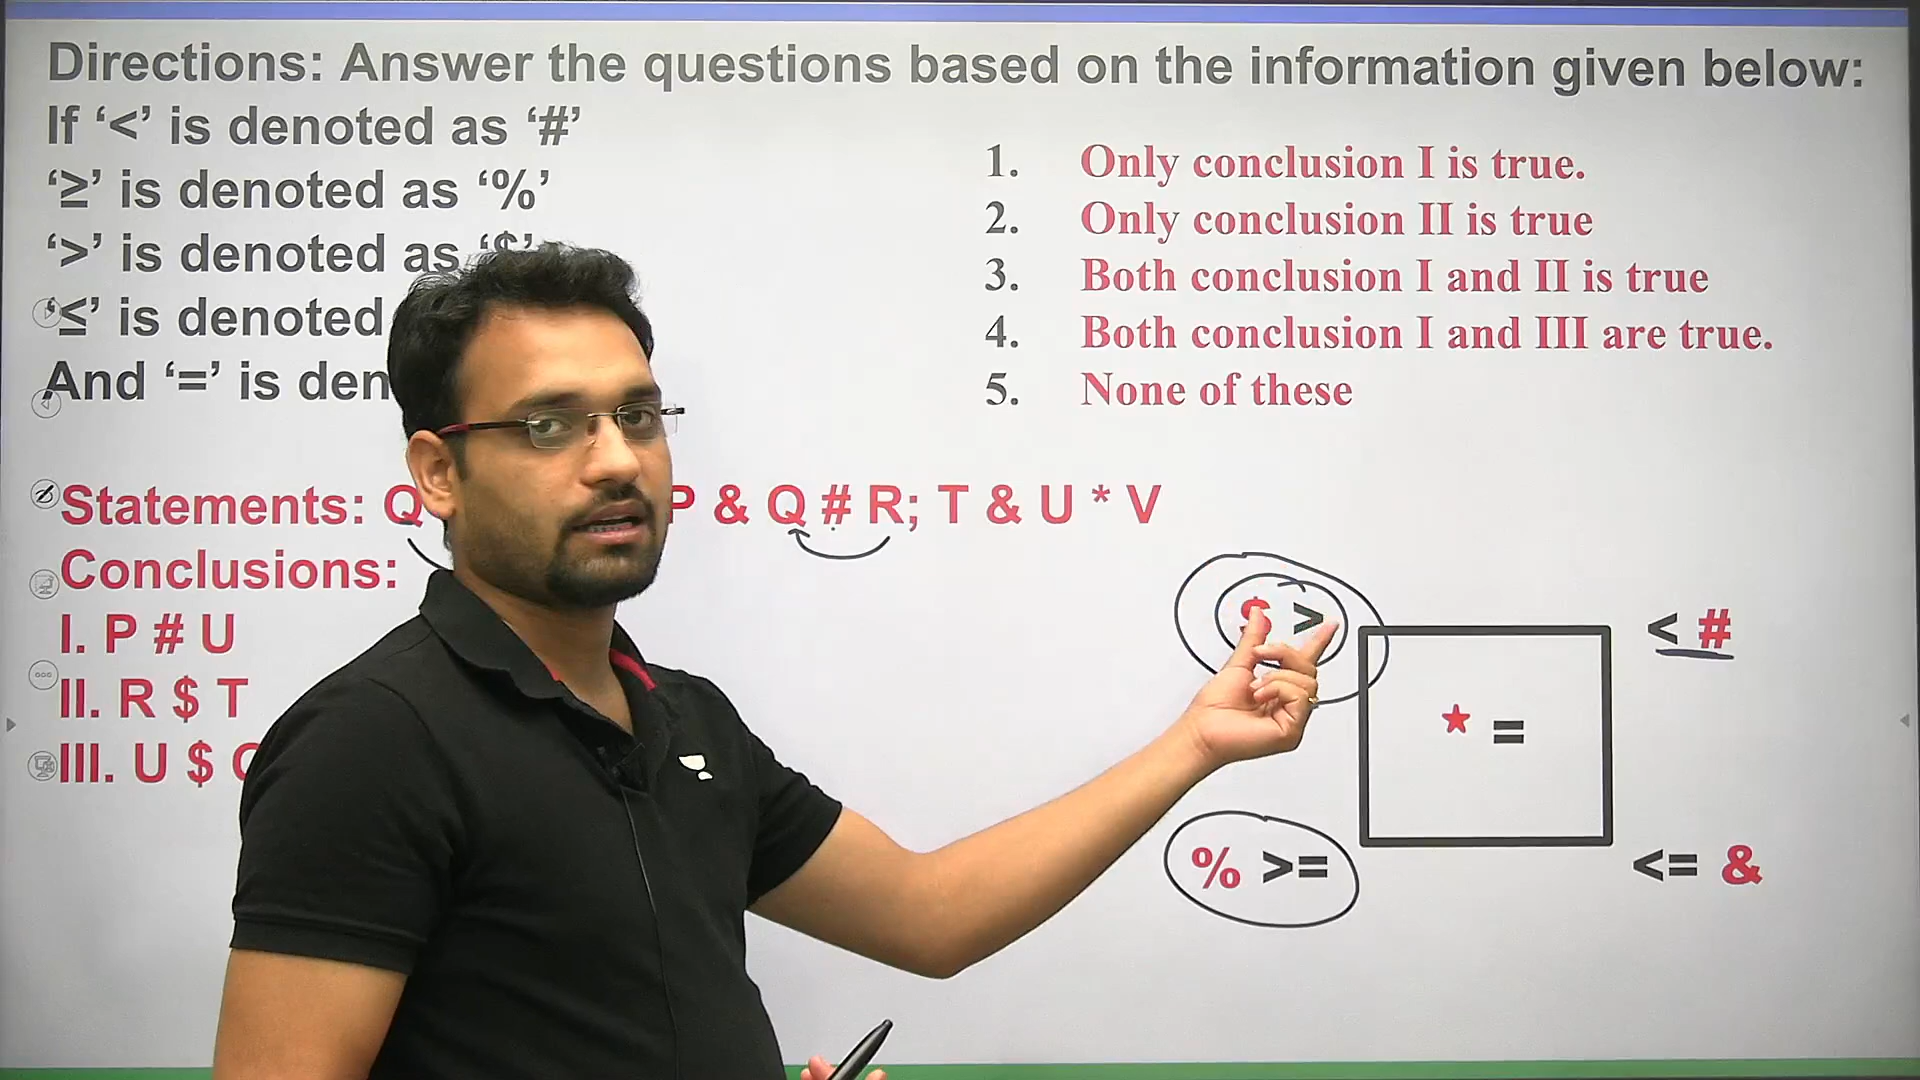 Directions: Answer the questions based on the information given below:
If ‘<’ is denoted as ‘#’
‘≥’ is denoted as ‘%’
‘>’ is denoted as ‘$’
‘≤’ is denoted
And ‘=’ is den
1. Only conclusion I is true.
2. Only conclusion II is true
3. Both conclusion I and II is true
4. Both conclusion I and III are true.
5. None of these
Statements: Q P & Q # R; T & U * V
Conclusions:
I. P # U
II. R $ T
III. U $
$ >
< #
* =
% >=
<= &